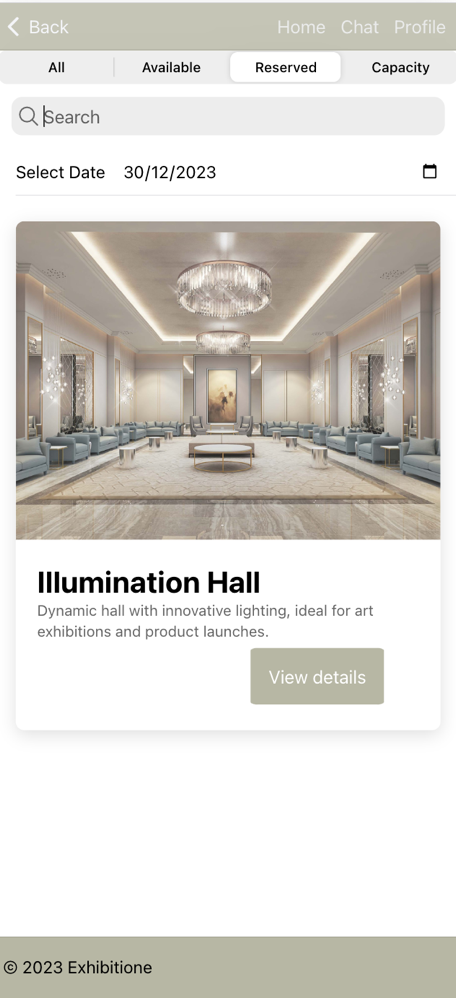 Back Home Chat Profile
All Available Reserved Capacity
Search
Select Date 30/12/2023
Illumination Hall
Dynamic hall with innovative lighting, ideal for art
exhibitions and product launches.
View details
© 2023 Exhibitione